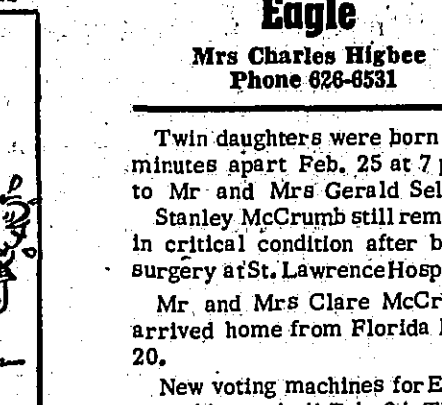 Eagle
Mrs Charles Higbee
Phone 626-6531
Twin daughters were born
minutes apart Feb. 25 at 7
to Mr and Mrs Gerald
Stanley McCrumb still
in critical condition after
surgery at St. Lawrence
Mr and Mrs Clare
arrived home from Florida
20.
New voting machines for